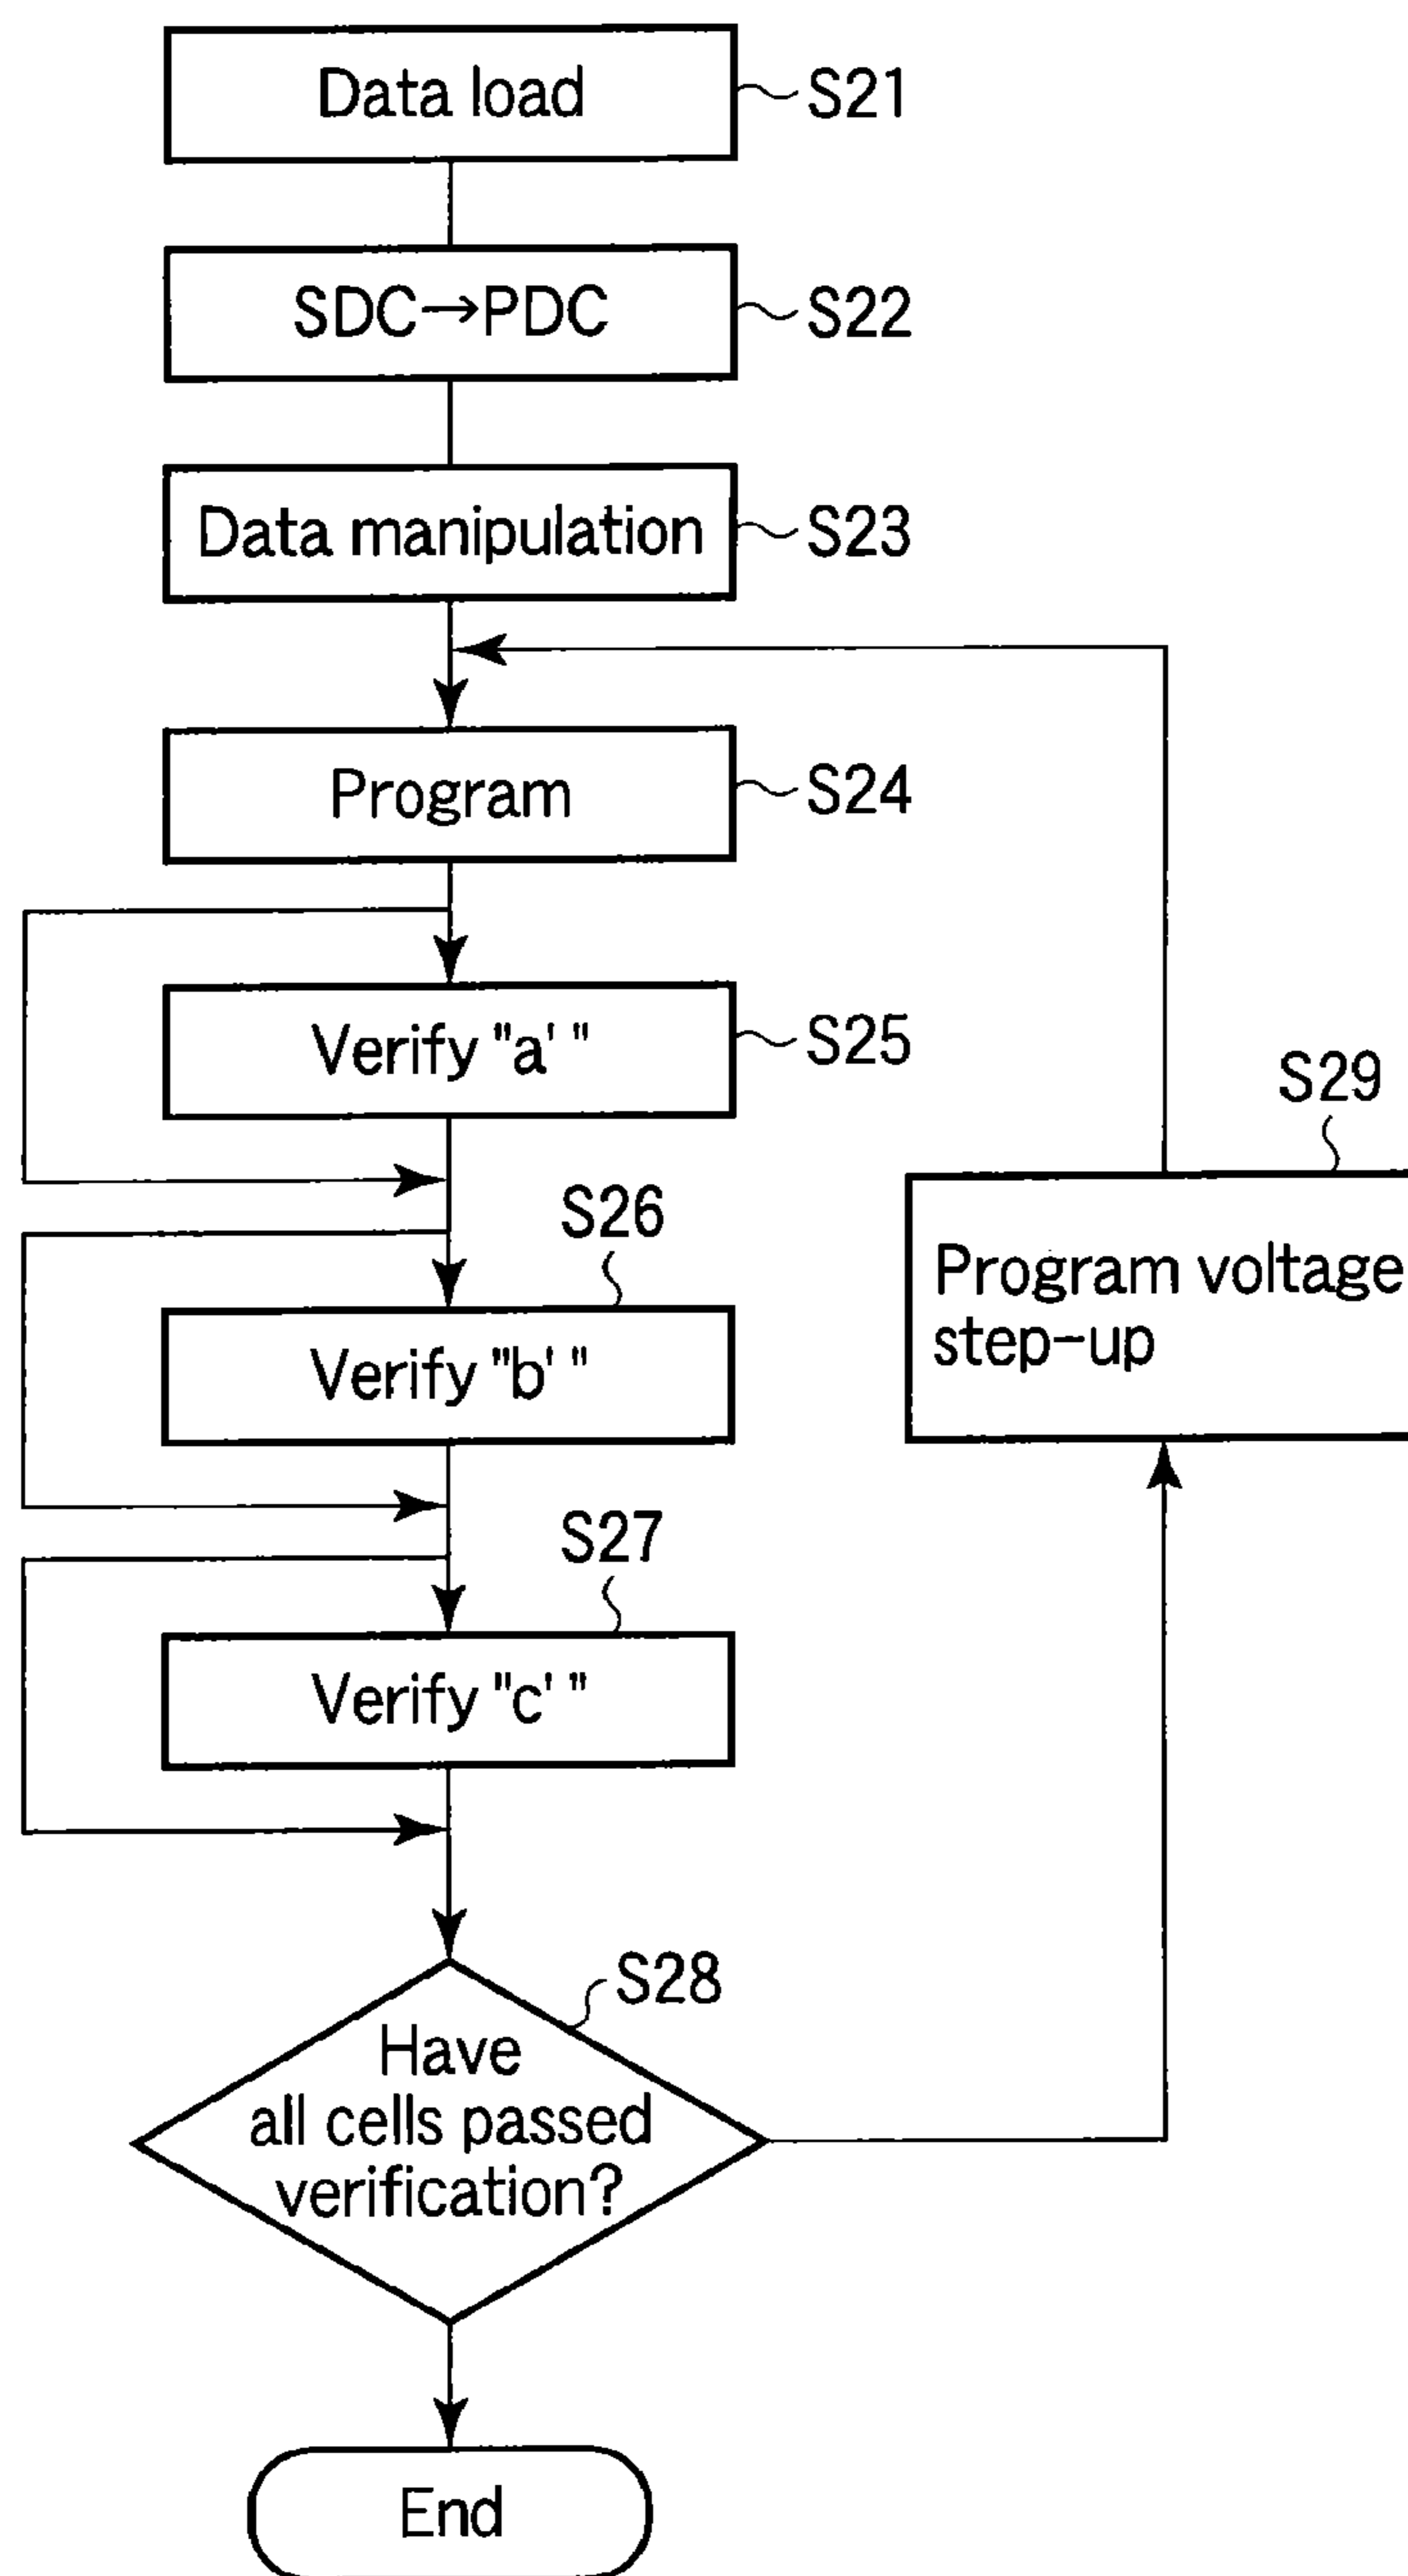 Data load
S21
SDC→PDC
S22
Data manipulation
S23
Program
S24
Verify "a' "
S25
S26
Verify "b' "
S27
Verify "c' "
S28
Have
all cells passed
verification?
S29
Program voltage
step-up
End